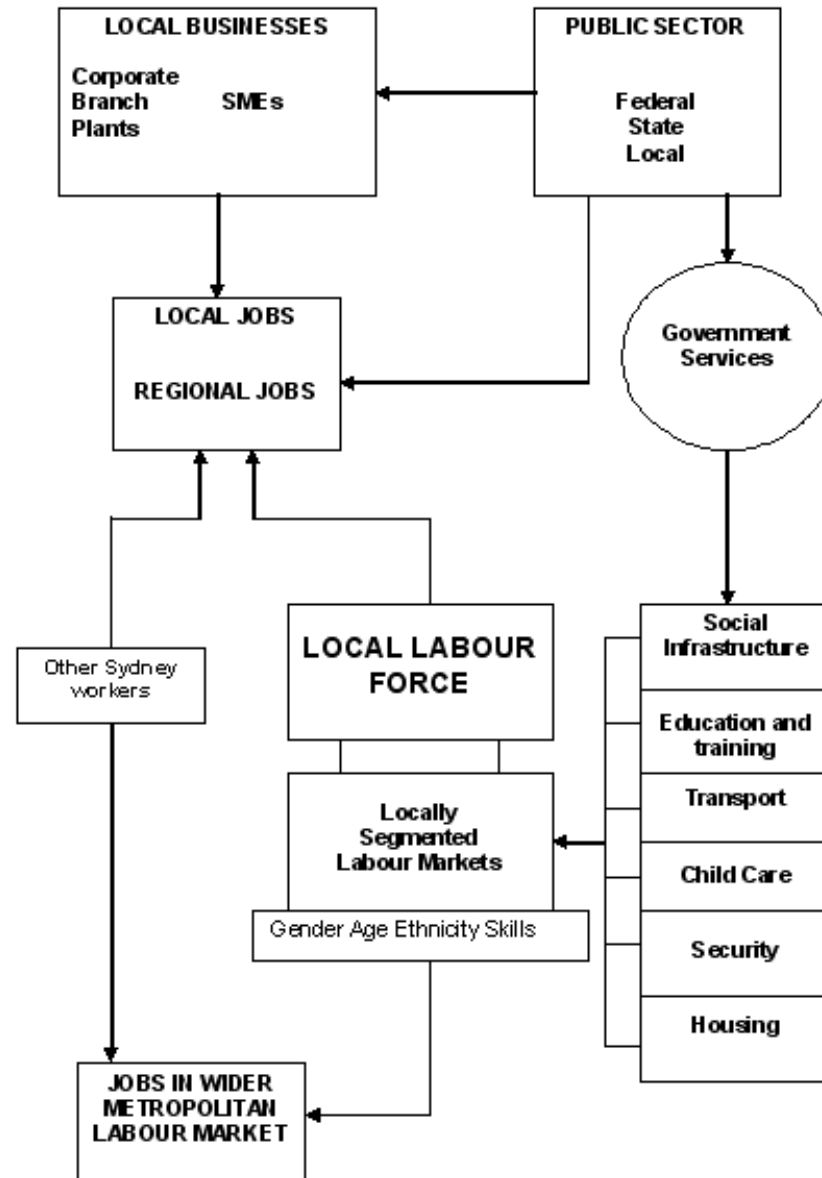 LOCAL BUSINESSES
Corporate
Branch SMEs
Plants
PUBLIC SECTOR
Federal
State
Local
LOCAL JOBS
REGIONAL JOBS
Government
Services
Other Sydney
workers
LOCAL LABOUR
FORCE
Locally
Segmented
Labour Markets
Gender Age Ethnicity Skills
Social
Infrastructure
Education and
training
Transport
Child Care
Security
Housing
JOBS IN WIDER
METROPOLITAN
LABOUR MARKET